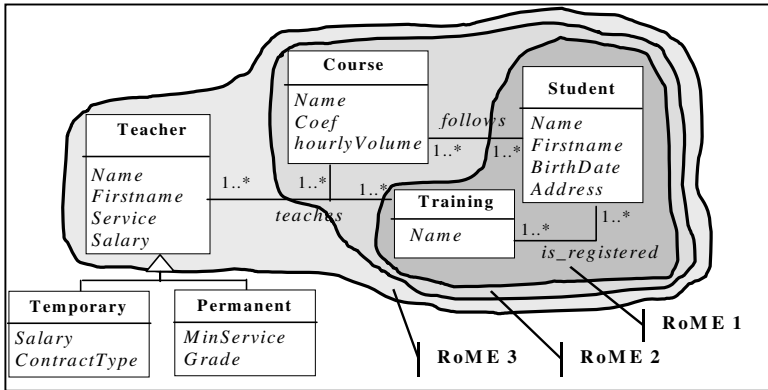 Course
Name
Coef
hourlyVolume
Student
Name
Firstname
BirthDate
Address
follows
1..* 1..*
Teacher
Name
Firstname
Service
Salary
1..* 1..* 1..*
teaches
Training
Name
1..* 1..*
is_registered
Temporary
Salary
ContractType
Permanent
MinService
Grade
RoME 1
RoME 2
RoME 3